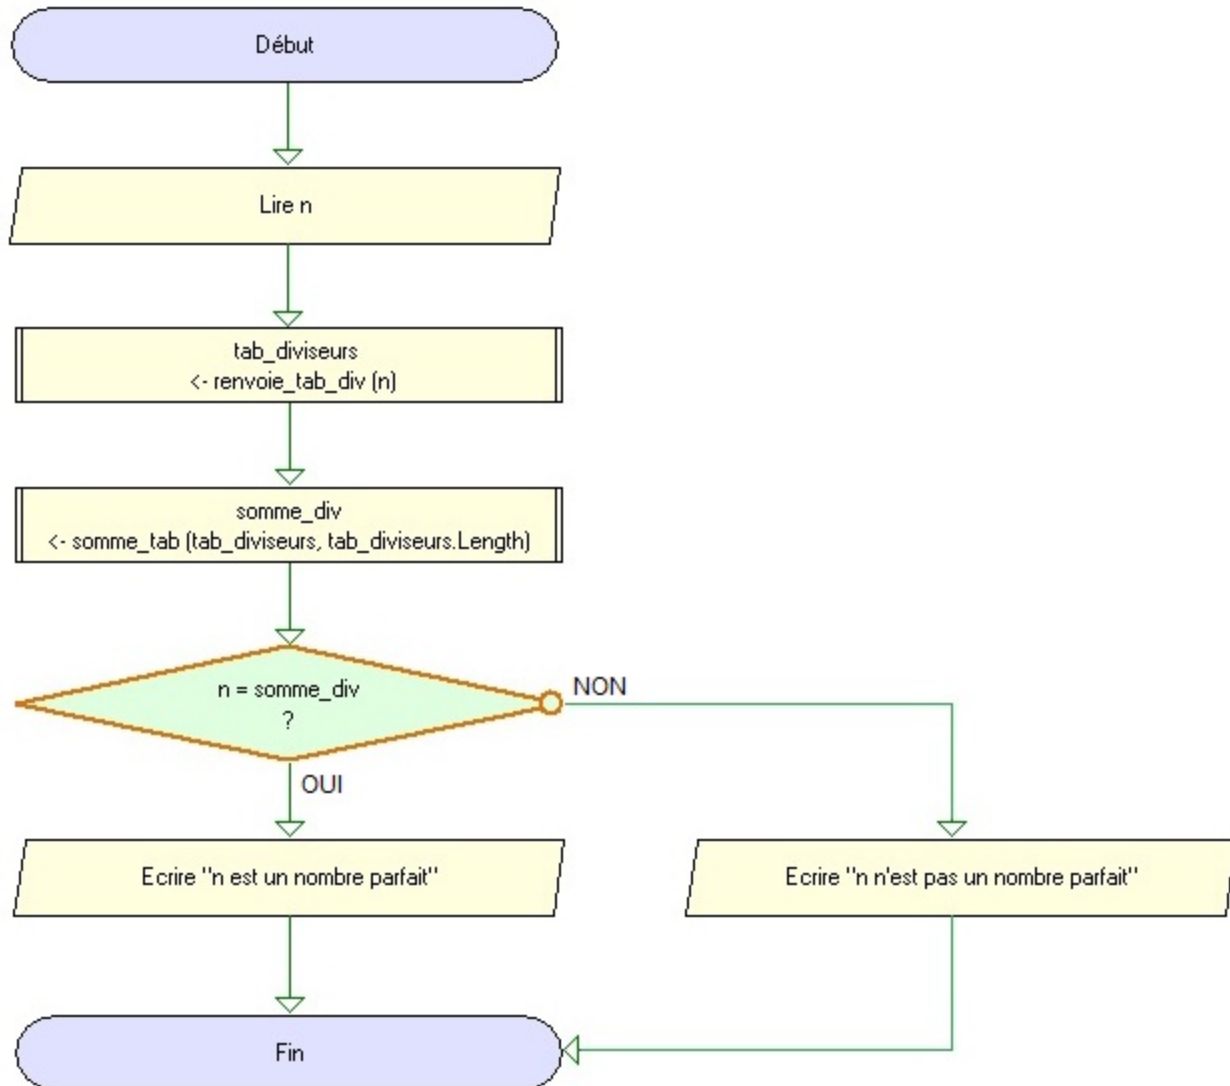 Début
Lire n
tab_diviseurs
<- renvoie_tab_div (n)
somme_div
<- somme_tab (tab_diviseurs, tab_diviseurs.Length)
n = somme_div
?
NON
OUI
Ecrire "n est un nombre parfait"
Ecrire "n n'est pas un nombre parfait"
Fin